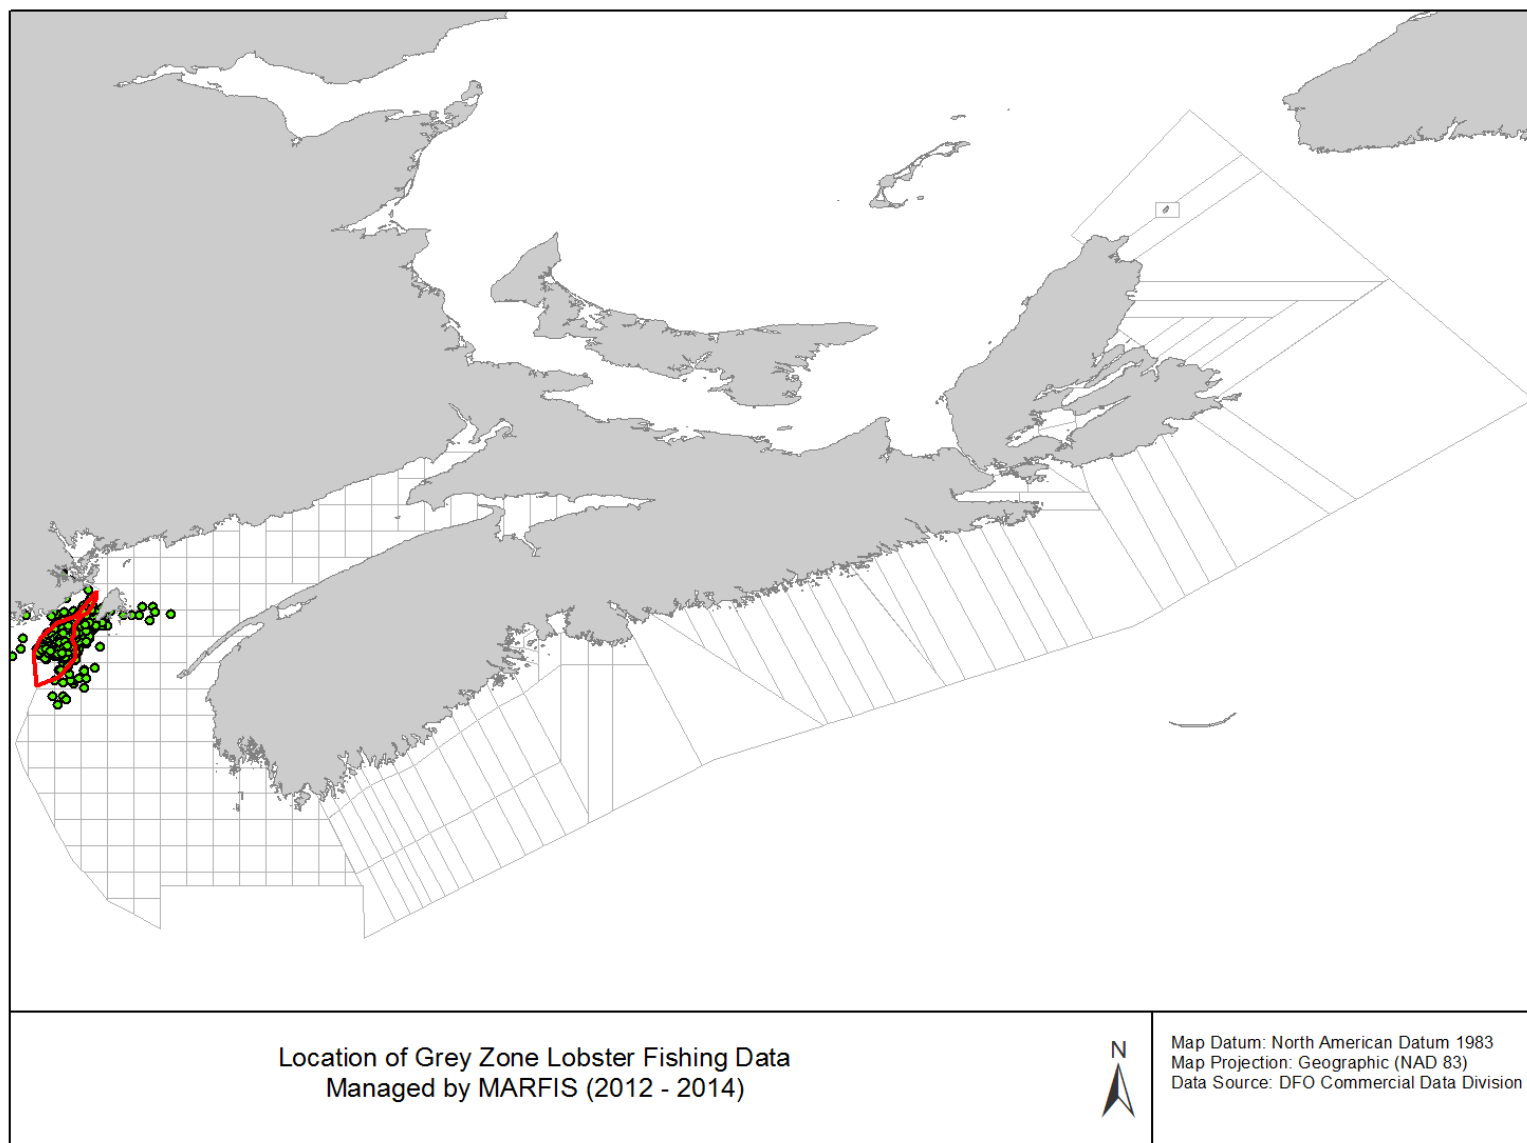 Location of Grey Zone Lobster Fishing Data
Managed by MARFIS (2012 - 2014)
N
Map Datum: North American Datum 1983
Map Projection: Geographic (NAD 83)
Data Source: DFO Commercial Data Division